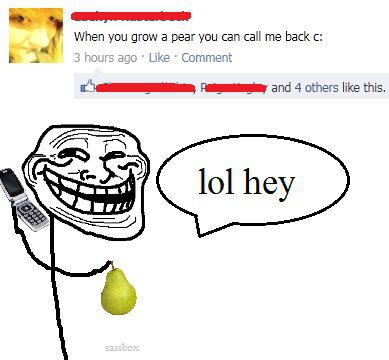 When you grow a pear you can call me back c:
3 hours ago · Like · Comment
and 4 others like this.
lol hey
sassbox